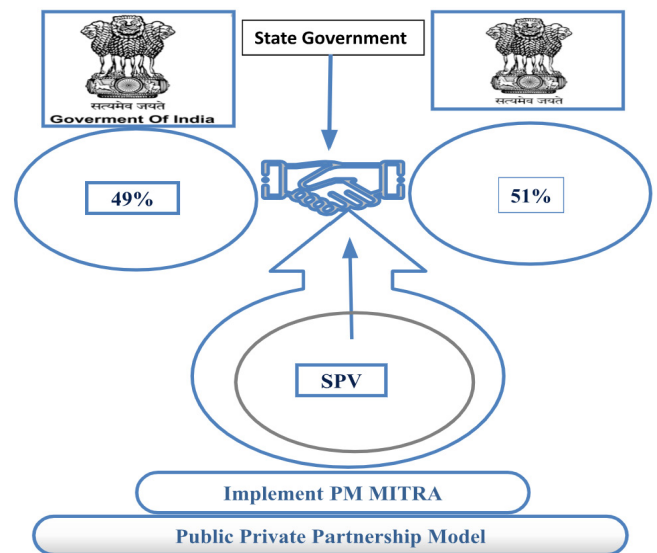 State Government
सत्यमेव जयते
Goverment Of India
सत्यमेव जयते
49%
51%
SPV
Implement PM MITRA
Public Private Partnership Model